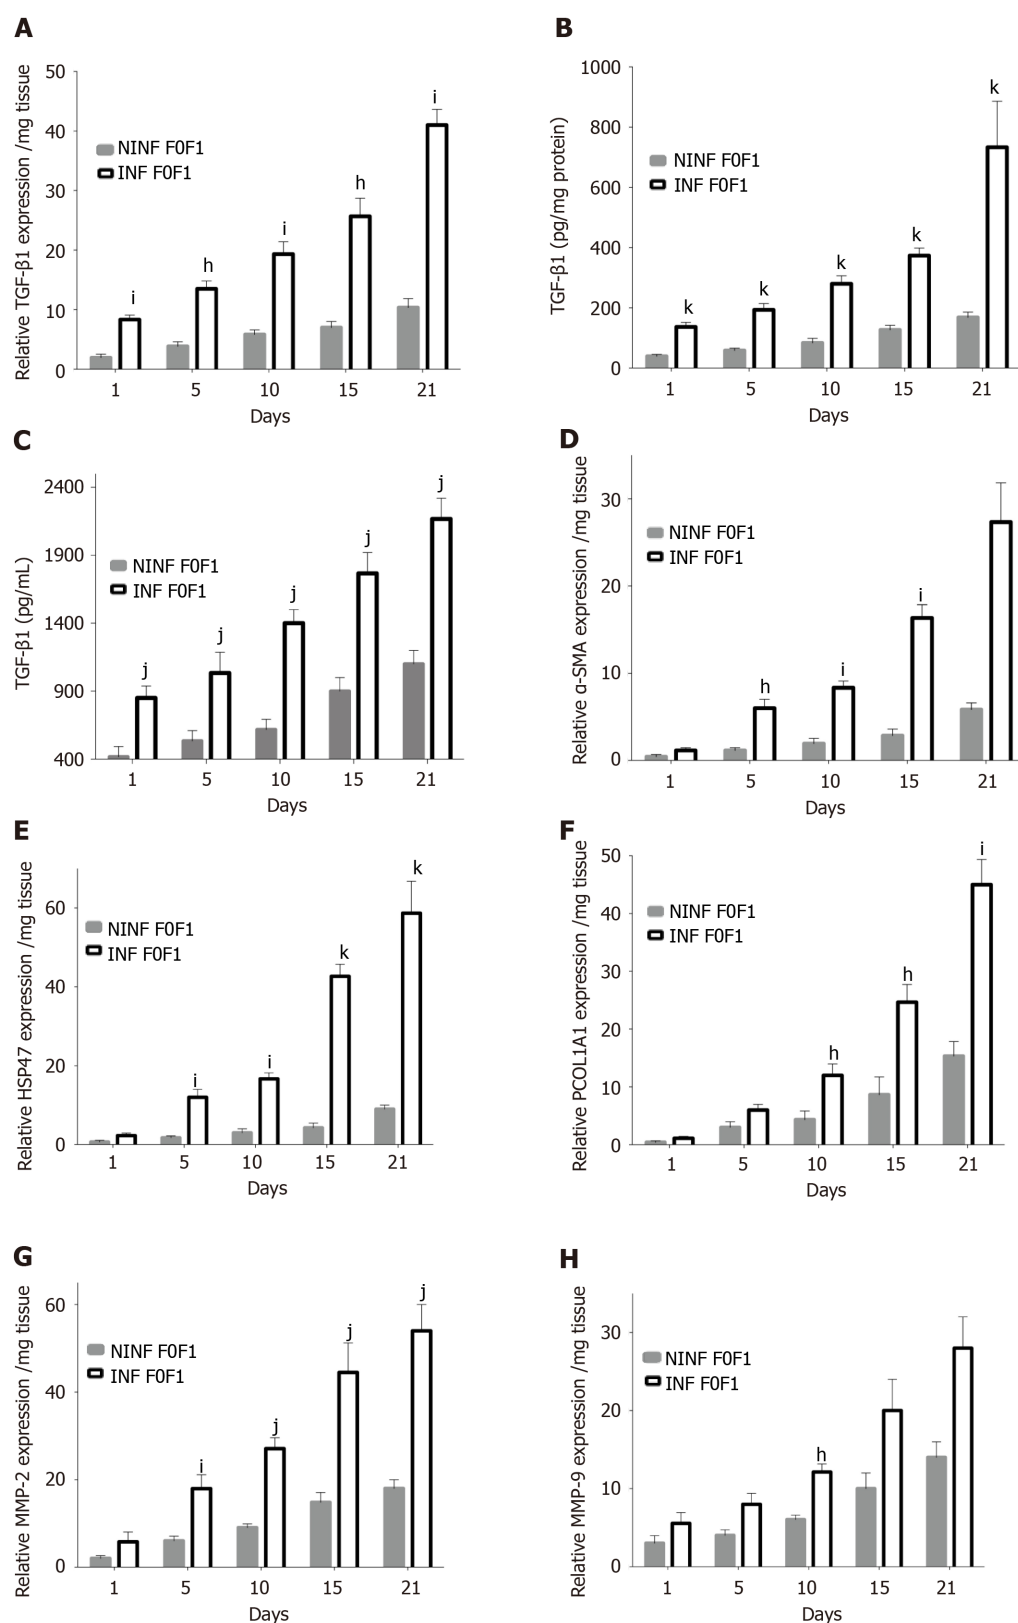 A
Relative TGF-β1 expression /mg tissue
50
40
30
20
10
0
NINF F0F1
INF F0F1
i
h
i
h
i
1 5 10 15 21
Days
B
TGF-β1 (pg/mg protein)
1000
800
600
400
200
0
NINF F0F1
INF F0F1
k
k
k
k
k
1 5 10 15 21
Days
C
TGF-β1 (pg/mL)
2400
1900
1400
900
400
NINF F0F1
INF F0F1
j
j
j
j
j
1 5 10 15 21
Days
D
Relative ɑ-SMA expression /mg tissue
30
20
10
0
NINF F0F1
INF F0F1
h
i
i
1 5 10 15 21
Days
E
Relative HSP47 expression /mg tissue
60
40
20
0
NINF F0F1
INF F0F1
i
i
k
k
1 5 10 15 21
Days
F
Relative PCOL1A1 expression /mg tissue
50
40
30
20
10
0
NINF F0F1
INF F0F1
h
h
i
1 5 10 15 21
Days
G
Relative MMP-2 expression /mg tissue
60
40
20
0
NINF F0F1
INF F0F1
i
j
j
j
1 5 10 15 21
Days
H
Relative MMP-9 expression /mg tissue
30
20
10
0
NINF F0F1
INF F0F1
h
1 5 10 15 21
Days